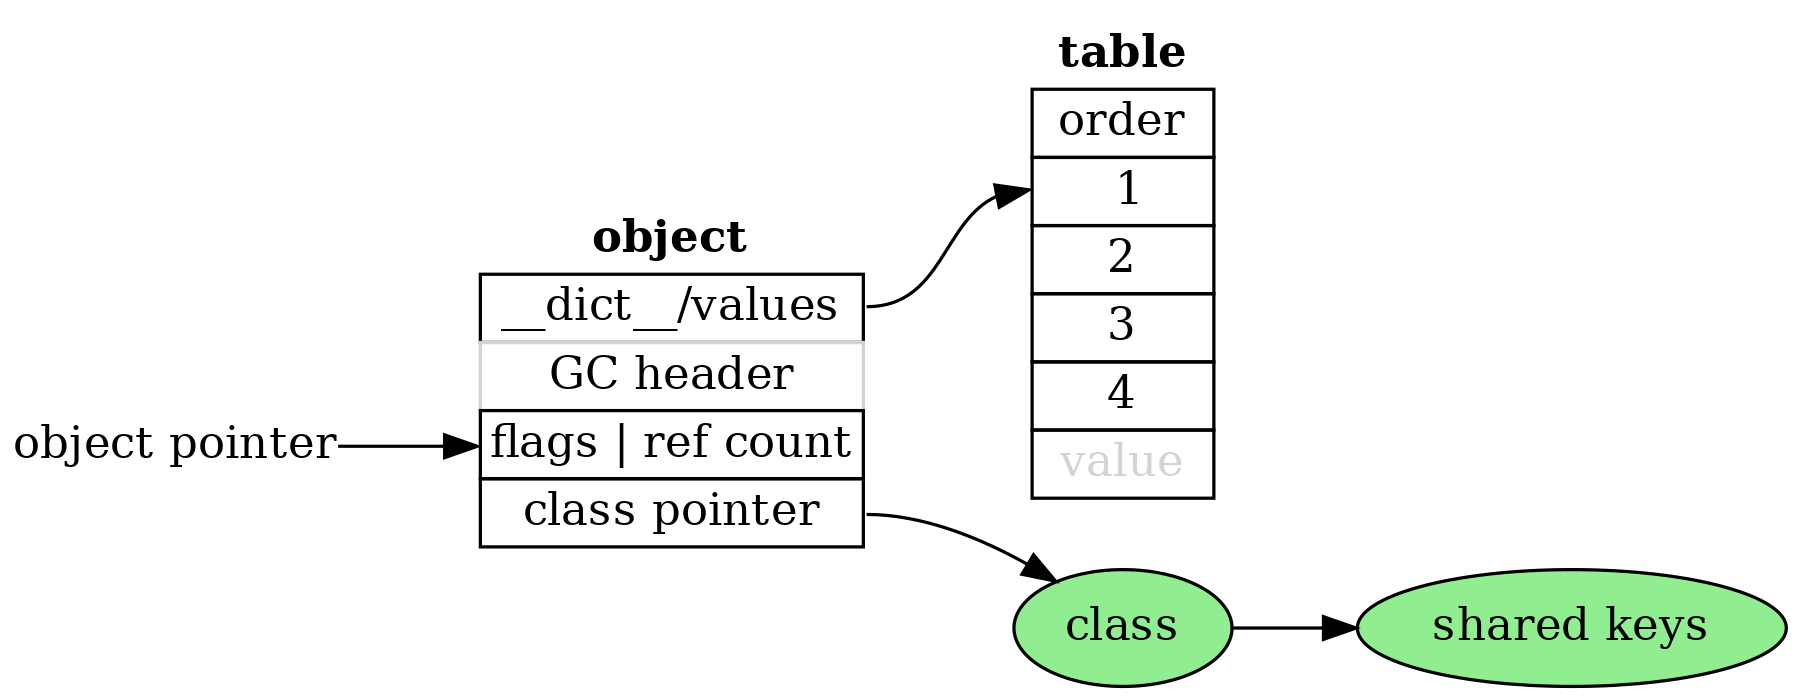 table
order
1
2
3
4
value
object
__dict__/values
GC header
flags | ref count
class pointer
object pointer
class
shared keys